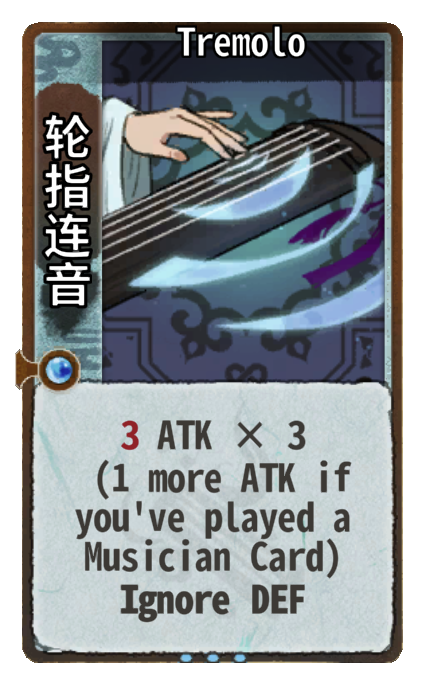 Tremolo
轮指连音
3 ATK × 3
(1 more ATK if
you've played a
Musician Card)
Ignore DEF